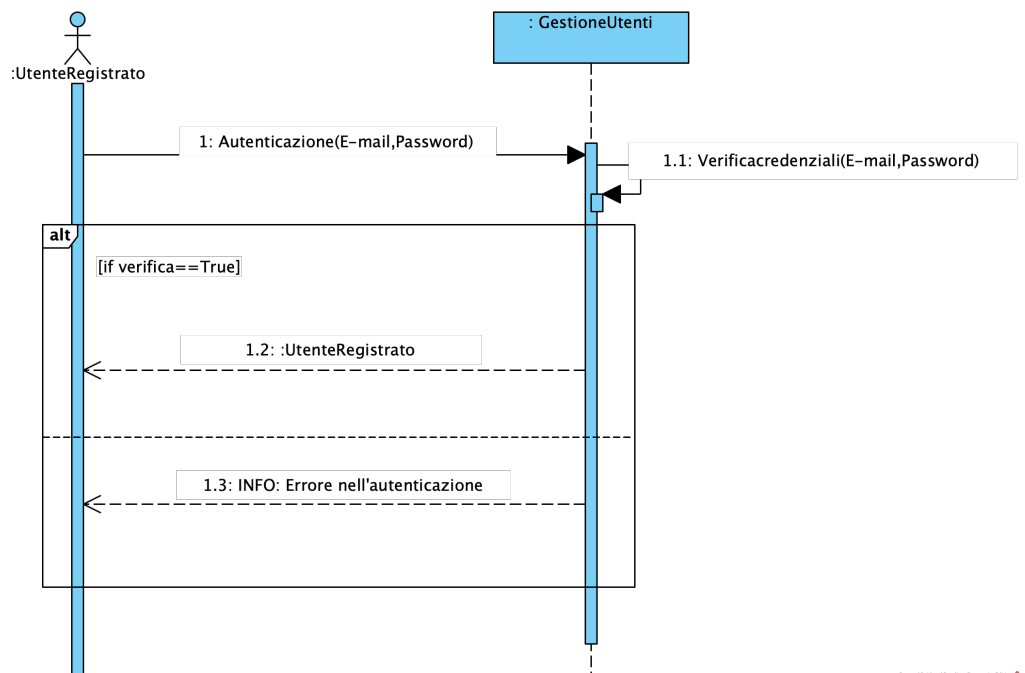 : GestioneUtenti
:UtenteRegistrato
1: Autenticazione(E-mail,Password)
1.1: Verificacredenziali(E-mail,Password)
alt
[if verifica==True]
1.2: :UtenteRegistrato
1.3: INFO: Errore nell'autenticazione